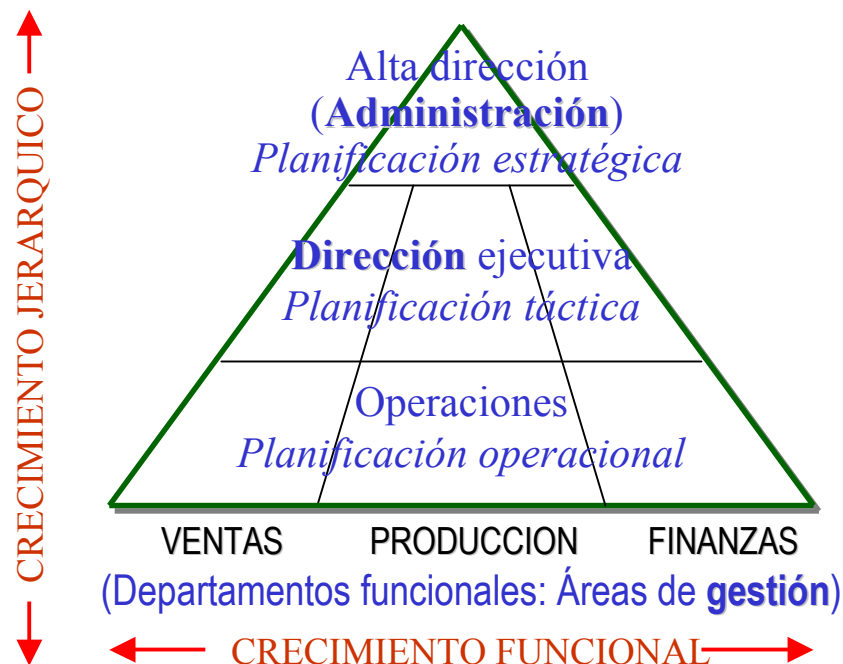 CRECIMIENTO JERARQUICO
Alta dirección
(Administración)
Planificación estratégica
Dirección ejecutiva
Planificación táctica
Operaciones
Planificación operacional
VENTAS PRODUCCION FINANZAS
(Departamentos funcionales: Áreas de gestión)
CRECIMIENTO FUNCIONAL